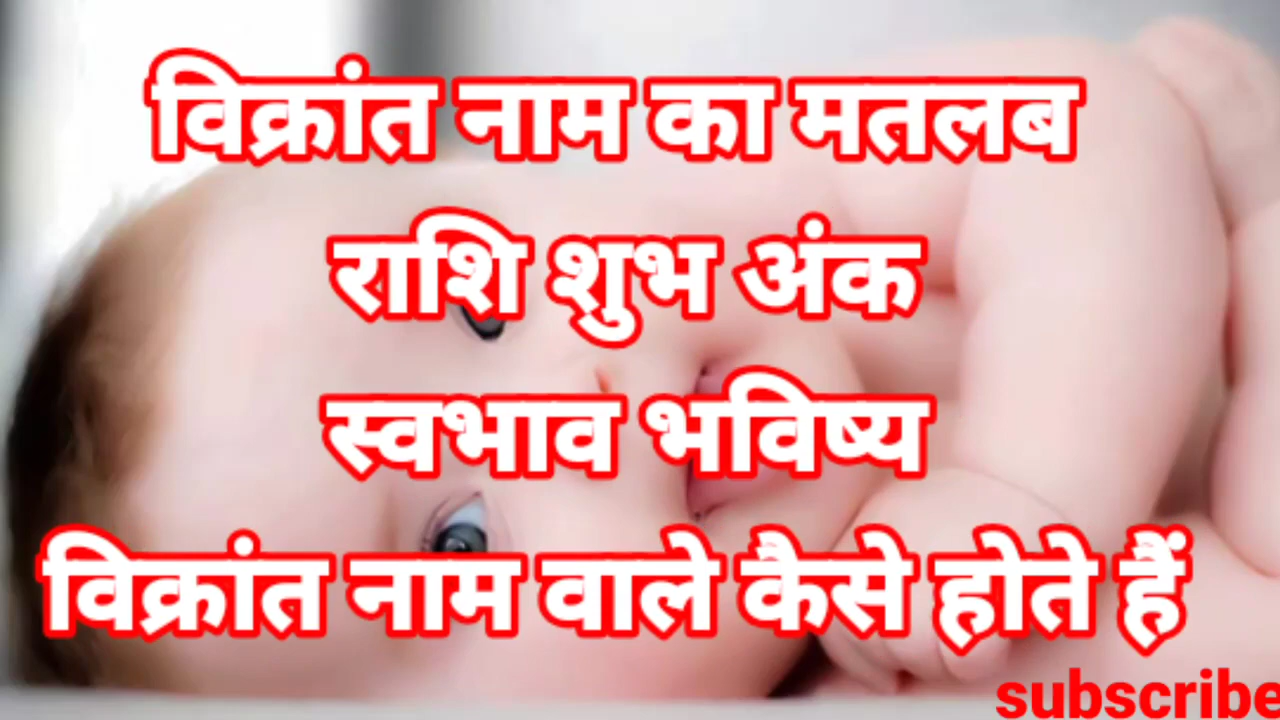 विक्रांत नाम का मतलब
राशि शुभ अंक
स्वभाव भविष्य
विक्रांत नाम वाले कैसे होते हैं
subscribe